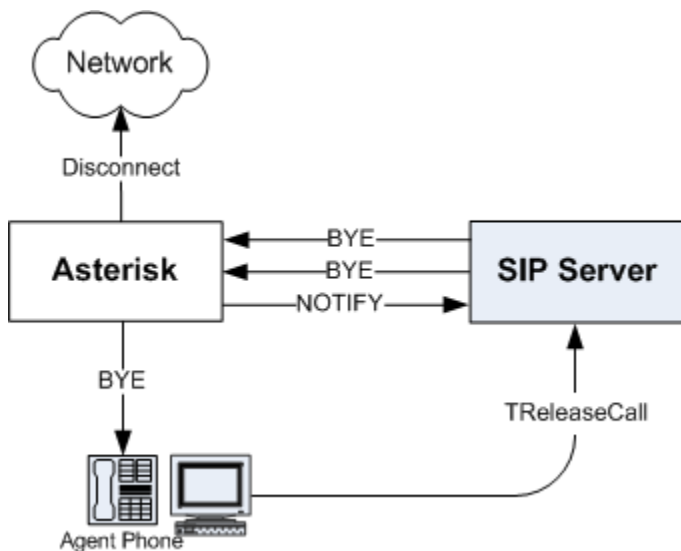 Network
Disconnect
Asterisk
BYE
BYE
NOTIFY
SIP Server
BYE
TReleaseCall
Agent Phone